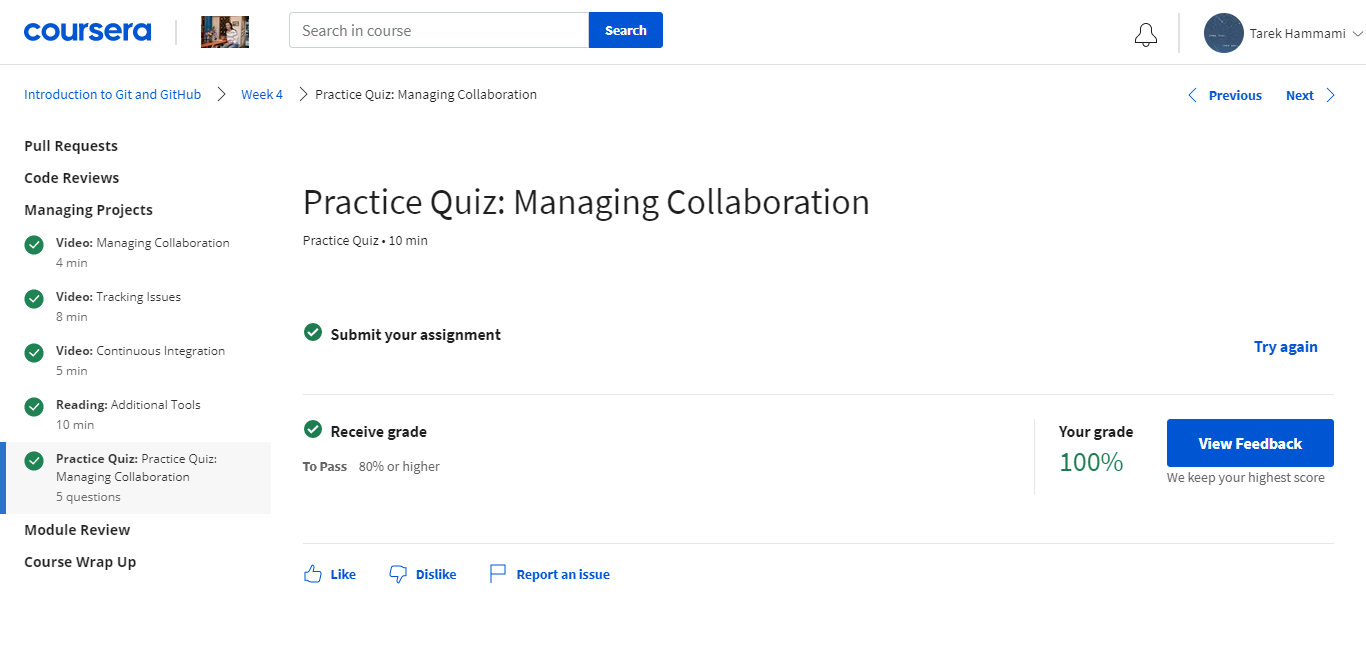 coursera
Search in course
Search
Tarek Hammami
Introduction to Git and GitHub
Week 4
Practice Quiz: Managing Collaboration
Previous
Next
Pull Requests
Code Reviews
Managing Projects
Video: Managing Collaboration
4 min
Video: Tracking Issues
8 min
Video: Continuous Integration
5 min
Reading: Additional Tools
10 min
Practice Quiz: Practice Quiz:
Managing Collaboration
5 questions
Module Review
Course Wrap Up
Practice Quiz: Managing Collaboration
Practice Quiz • 10 min
Submit your assignment
Try again
Receive grade
To Pass 80% or higher
Your grade
100%
View Feedback
We keep your highest score
Like
Dislike
Report an issue